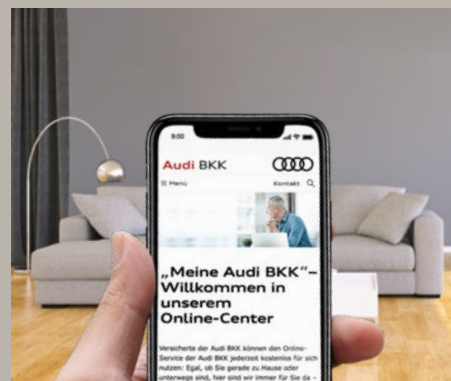 9:00
Audi BKK
Menü Kontakt
„Meine Audi BKK“–
Willkommen in
unserem
Online-Center
Versicherte der Audi BKK können den Online-
Service der Audi BKK jederzeit kostenlos für sich
nutzen: Egal, ob Sie gerade zu Hause oder
unterwegs sind, hier sind wir immer für Sie da –